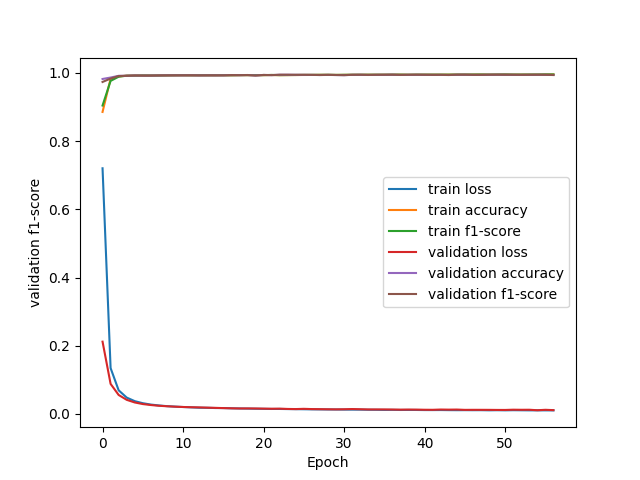 1.0
0.8
0.6
0.4
0.2
0.0
validation f1-score
train loss
train accuracy
train f1-score
validation loss
validation accuracy
validation f1-score
0 10 20 30 40 50
Epoch